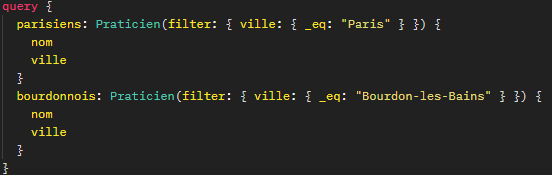 query {
  parisiens: Praticien(filter: { ville: { _eq: "Paris" } }) {
    nom
    ville
  }
  bourdonnois: Praticien(filter: { ville: { _eq: "Bourdon-les-Bains" } }) {
    nom
    ville
  }
}